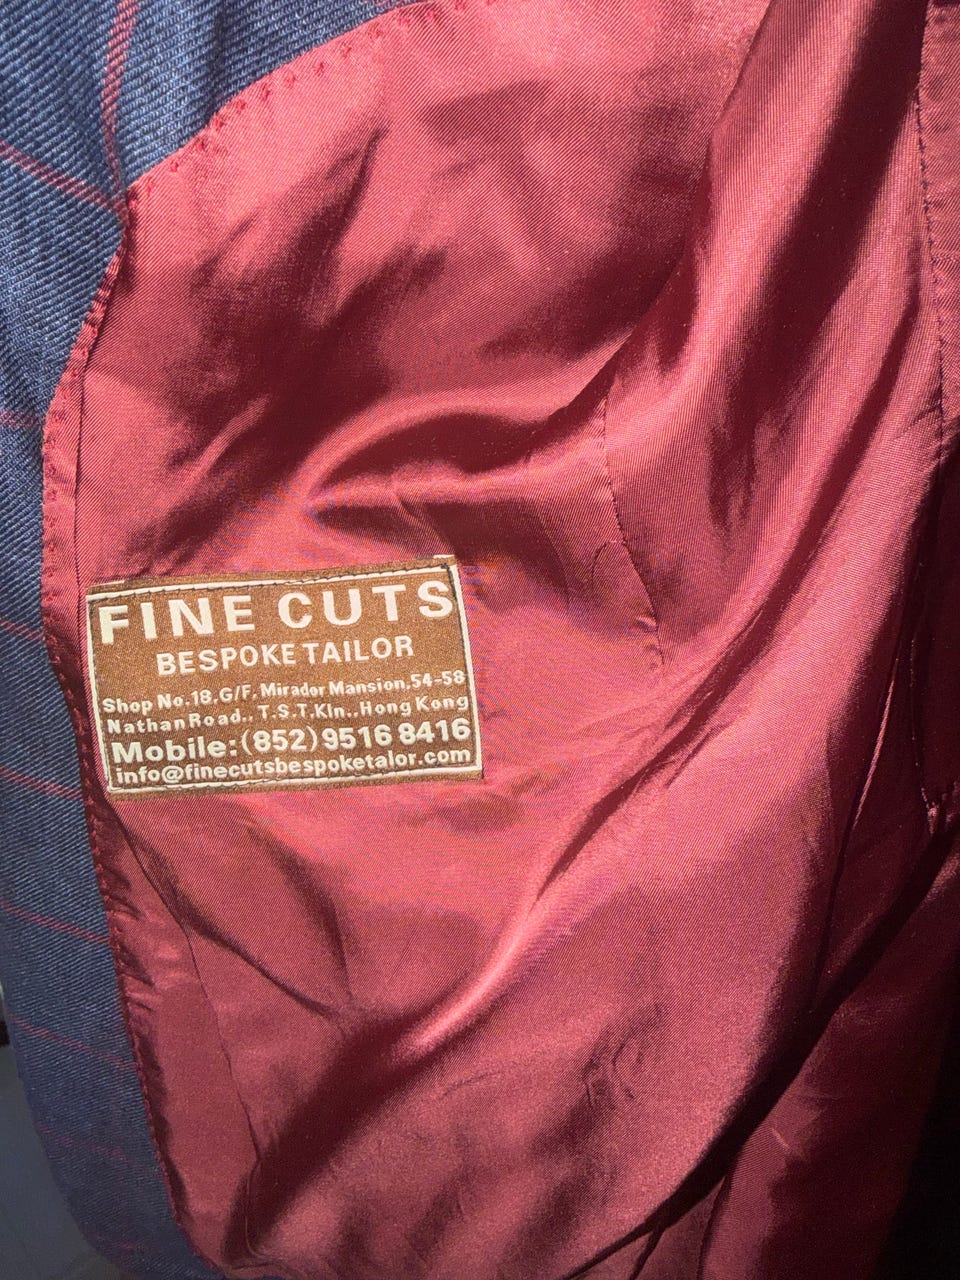 FINE CUTS
BESPOKE TAILOR
Shop No.18,G/F, Mirador Mansion,54-58
Nathan Road., T.S.T,Kln., Hong Kong
Mobile:(852)9516 8416
info@finecutsbespoketalor.com